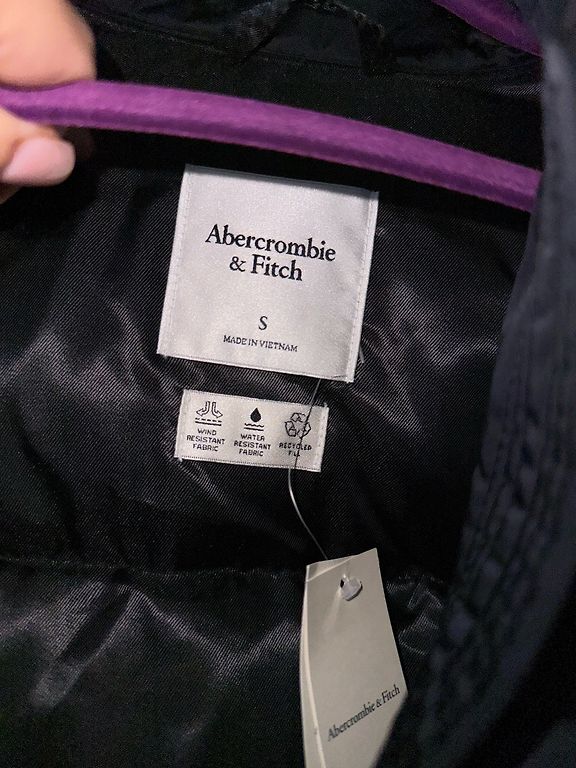 Abercrombie
& Fitch
S
MADE IN VIETNAM
WIND
RESISTANT
FABRIC
WATER
RESISTANT
FABRIC
RECYCLED
FILL
Abercrombie & Fitch